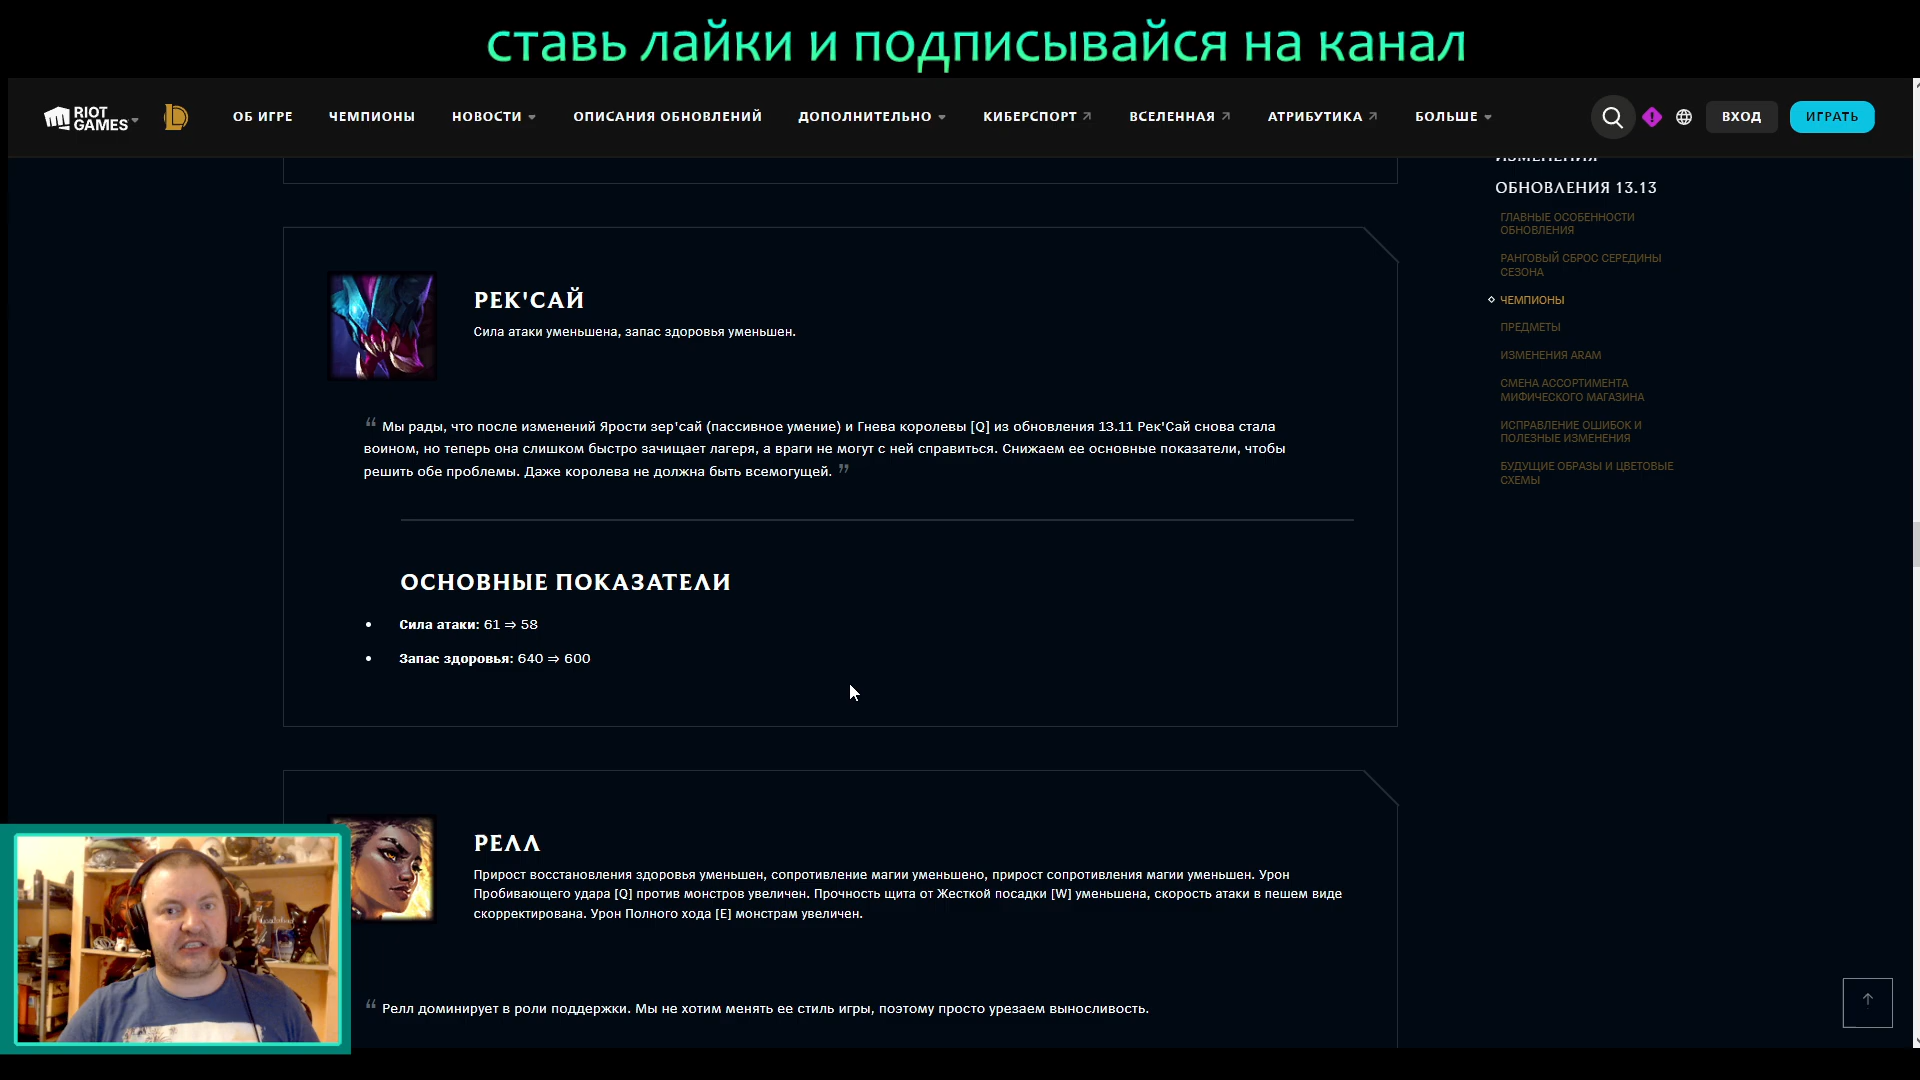 ставь лайки и подписывайся на канал
RIOT GAMES
ОБ ИГРЕ
ЧЕМПИОНЫ
НОВОСТИ
ОПИСАНИЯ ОБНОВЛЕНИЙ
ДОПОЛНИТЕЛЬНО
КИБЕРСПОРТ
ВСЕЛЕННАЯ
АТРИБУТИКА
БОЛЬШЕ
ВХОД
ИГРАТЬ
ИЗМЕНЕНИЯ
ОБНОВЛЕНИЯ 13.13
ГЛАВНЫЕ ОСОБЕННОСТИ
ОБНОВЛЕНИЯ
РАНГОВЫЙ СБРОС СЕРЕДИНЫ
СЕЗОНА
ЧЕМПИОНЫ
ПРЕДМЕТЫ
ИЗМЕНЕНИЯ ARAM
СМЕНА АССОРТИМЕНТА
МИФИЧЕСКОГО МАГАЗИНА
ИСПРАВЛЕНИЕ ОШИБОК И
ПОЛЕЗНЫЕ ИЗМЕНЕНИЯ
БУДУЩИЕ ОБРАЗЫ И ЦВЕТОВЫЕ
СХЕМЫ
РЕК'САЙ
Сила атаки уменьшена, запас здоровья уменьшен.
“ Мы рады, что после изменений Ярости зер'сай (пассивное умение) и Гнева королевы [Q] из обновления 13.11 Рек'Сай снова стала
воином, но теперь она слишком быстро зачищает лагеря, а враги не могут с ней справиться. Снижаем ее основные показатели, чтобы
решить обе проблемы. Даже королева не должна быть всемогущей. ”
ОСНОВНЫЕ ПОКАЗАТЕЛИ
• Сила атаки: 61 ⇒ 58
• Запас здоровья: 640 ⇒ 600
РЕЛЛ
Прирост восстановления здоровья уменьшен, сопротивление магии уменьшено, прирост сопротивления магии уменьшен. Урон
Пробивающего удара [Q] против монстров увеличен. Прочность щита от Жесткой посадки [W] уменьшена, скорость атаки в пешем виде
скорректирована. Урон Полного хода [E] монстрам увеличен.
“ Релл доминирует в роли поддержки. Мы не хотим менять ее стиль игры, поэтому просто урезаем выносливость.